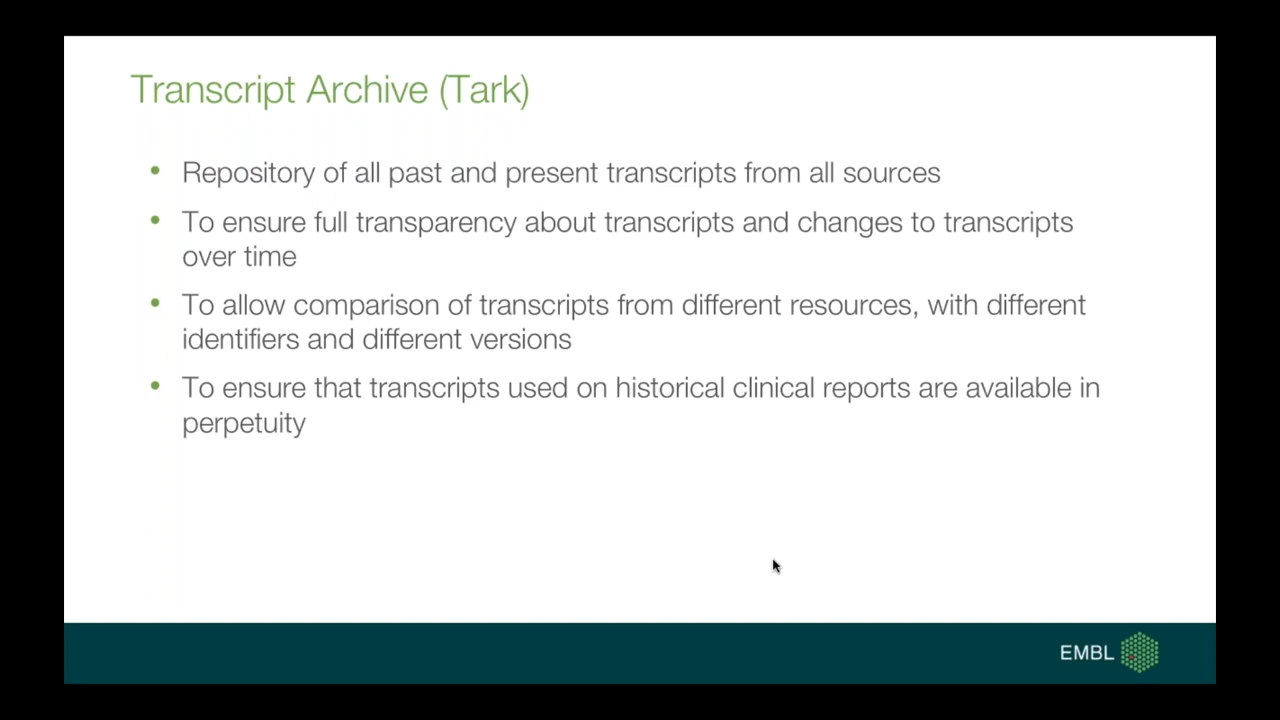 Transcript Archive (Tark)
• Repository of all past and present transcripts from all sources
• To ensure full transparency about transcripts and changes to transcripts
over time
• To allow comparison of transcripts from different resources, with different
identifiers and different versions
• To ensure that transcripts used on historical clinical reports are available in
perpetuity
EMBL